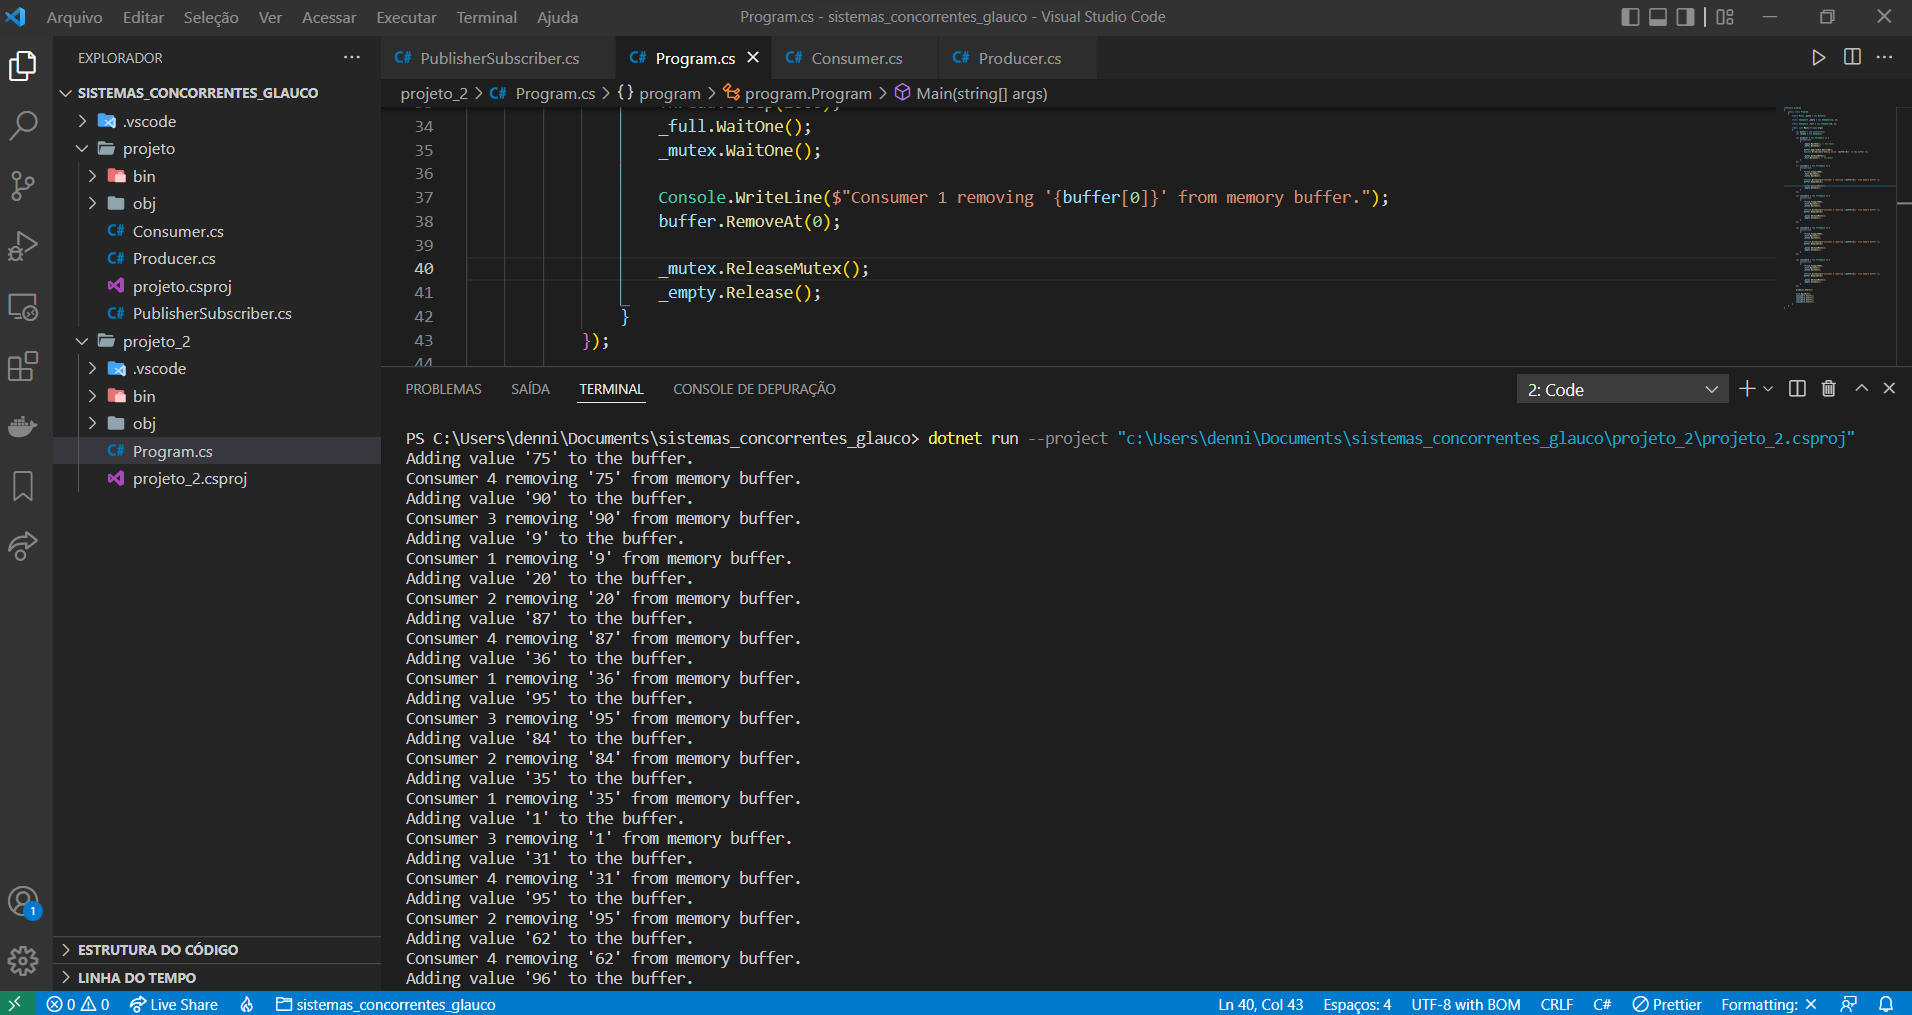 Arquivo Editar Seleção Ver Acessar Executar Terminal Ajuda
Program.cs - sistemas_concorrentes_glauco - Visual Studio Code
EXPLORADOR
SISTEMAS_CONCORRENTES_GLAUCO
.vscode
projeto
bin
obj
C# Consumer.cs
C# Producer.cs
projeto.csproj
C# PublisherSubscriber.cs
projeto_2
.vscode
bin
obj
C# Program.cs
projeto_2.csproj
ESTRUTURA DO CÓDIGO
LINHA DO TEMPO
C# PublisherSubscriber.cs C# Program.cs C# Consumer.cs C# Producer.cs
projeto_2 > C# Program.cs > {} program > program.Program > Main(string[] args)
34 _full.WaitOne();
35 _mutex.WaitOne();
36
37 Console.WriteLine($"Consumer 1 removing '{buffer[0]}' from memory buffer.");
38 buffer.RemoveAt(0);
39
40 _mutex.ReleaseMutex();
41 _empty.Release();
42 }
43 });
44
PROBLEMAS SAÍDA TERMINAL CONSOLE DE DEPURAÇÃO
2: Code
PS C:\Users\denni\Documents\sistemas_concorrentes_glauco> dotnet run --project "c:\Users\denni\Documents\sistemas_concorrentes_glauco\projeto_2\projeto_2.csproj"
Adding value '75' to the buffer.
Consumer 4 removing '75' from memory buffer.
Adding value '90' to the buffer.
Consumer 3 removing '90' from memory buffer.
Adding value '9' to the buffer.
Consumer 1 removing '9' from memory buffer.
Adding value '20' to the buffer.
Consumer 2 removing '20' from memory buffer.
Adding value '87' to the buffer.
Consumer 4 removing '87' from memory buffer.
Adding value '36' to the buffer.
Consumer 1 removing '36' from memory buffer.
Adding value '95' to the buffer.
Consumer 3 removing '95' from memory buffer.
Adding value '84' to the buffer.
Consumer 2 removing '84' from memory buffer.
Adding value '35' to the buffer.
Consumer 1 removing '35' from memory buffer.
Adding value '1' to the buffer.
Consumer 3 removing '1' from memory buffer.
Adding value '31' to the buffer.
Consumer 4 removing '31' from memory buffer.
Adding value '95' to the buffer.
Consumer 2 removing '95' from memory buffer.
Adding value '62' to the buffer.
Consumer 4 removing '62' from memory buffer.
Adding value '96' to the buffer.
1
0 0 Live Share sistemas_concorrentes_glauco
Ln 40, Col 43 Espaços: 4 UTF-8 with BOM CRLF C# Prettier Formatting: ×